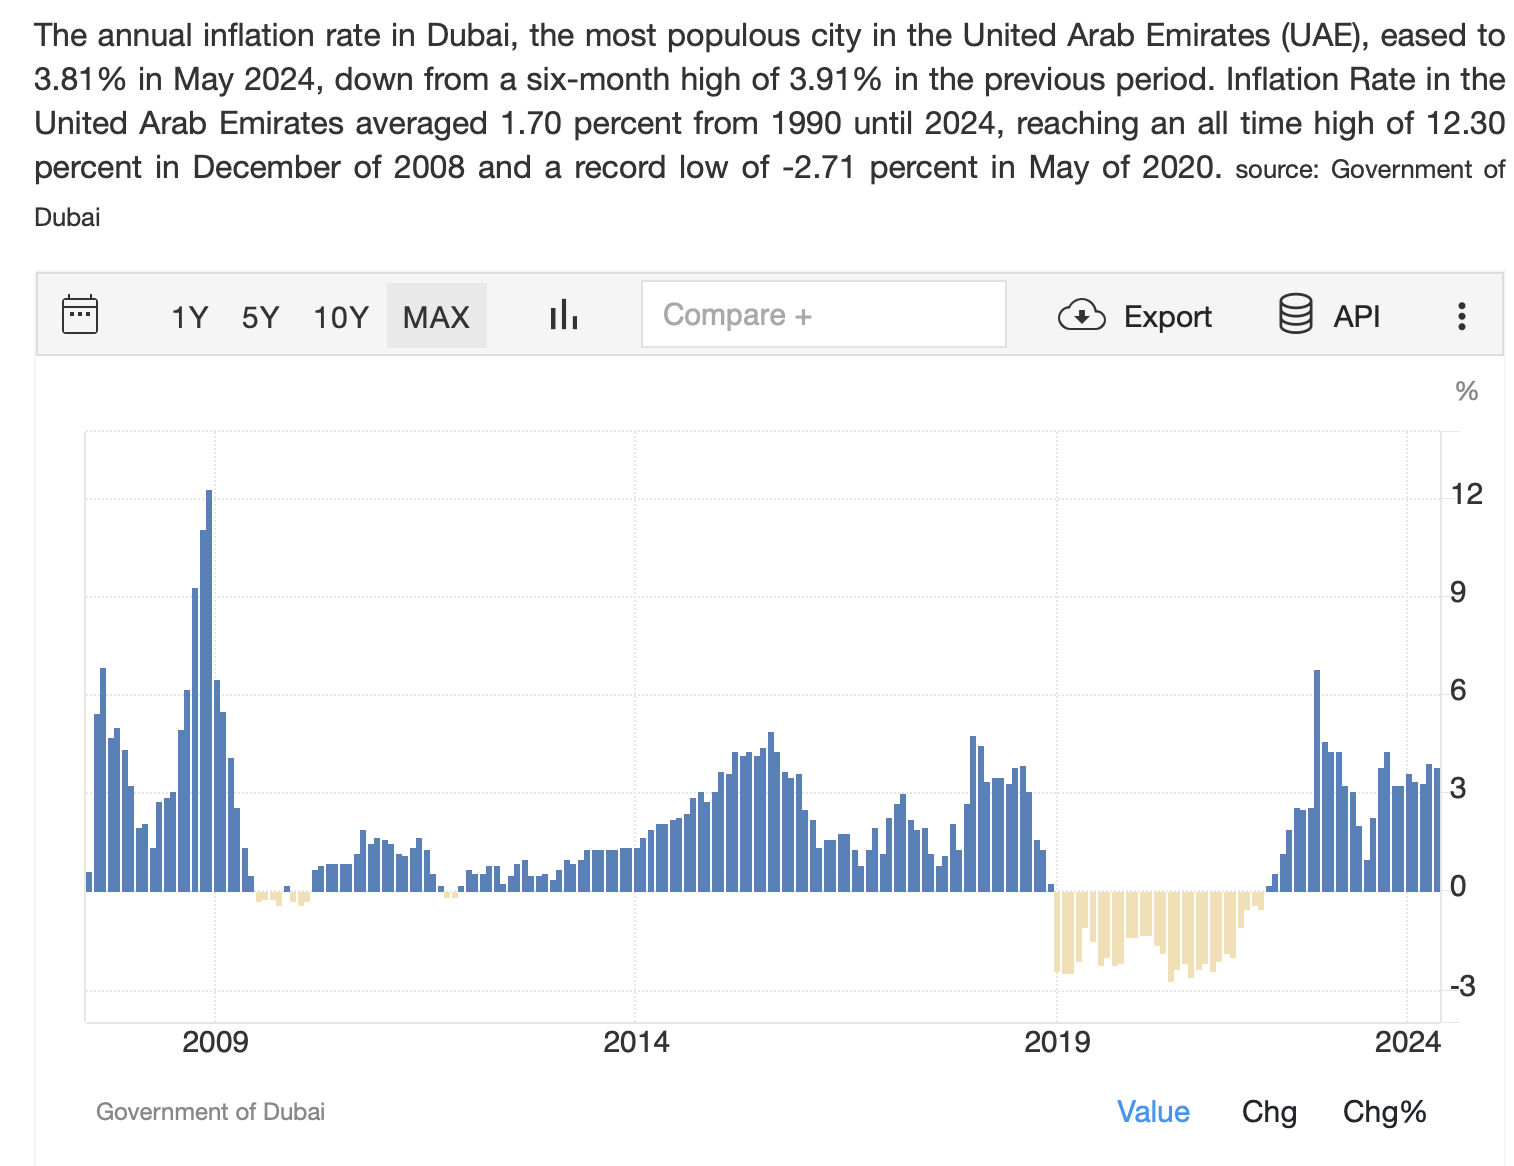 The annual inflation rate in Dubai, the most populous city in the United Arab Emirates (UAE), eased to
3.81% in May 2024, down from a six-month high of 3.91% in the previous period. Inflation Rate in the
United Arab Emirates averaged 1.70 percent from 1990 until 2024, reaching an all time high of 12.30
percent in December of 2008 and a record low of -2.71 percent in May of 2020. source: Government of
Dubai
1Y 5Y 10Y MAX Compare + Export API
%
12
9
6
3
0
-3
2009 2014 2019 2024
Government of Dubai Value Chg Chg%